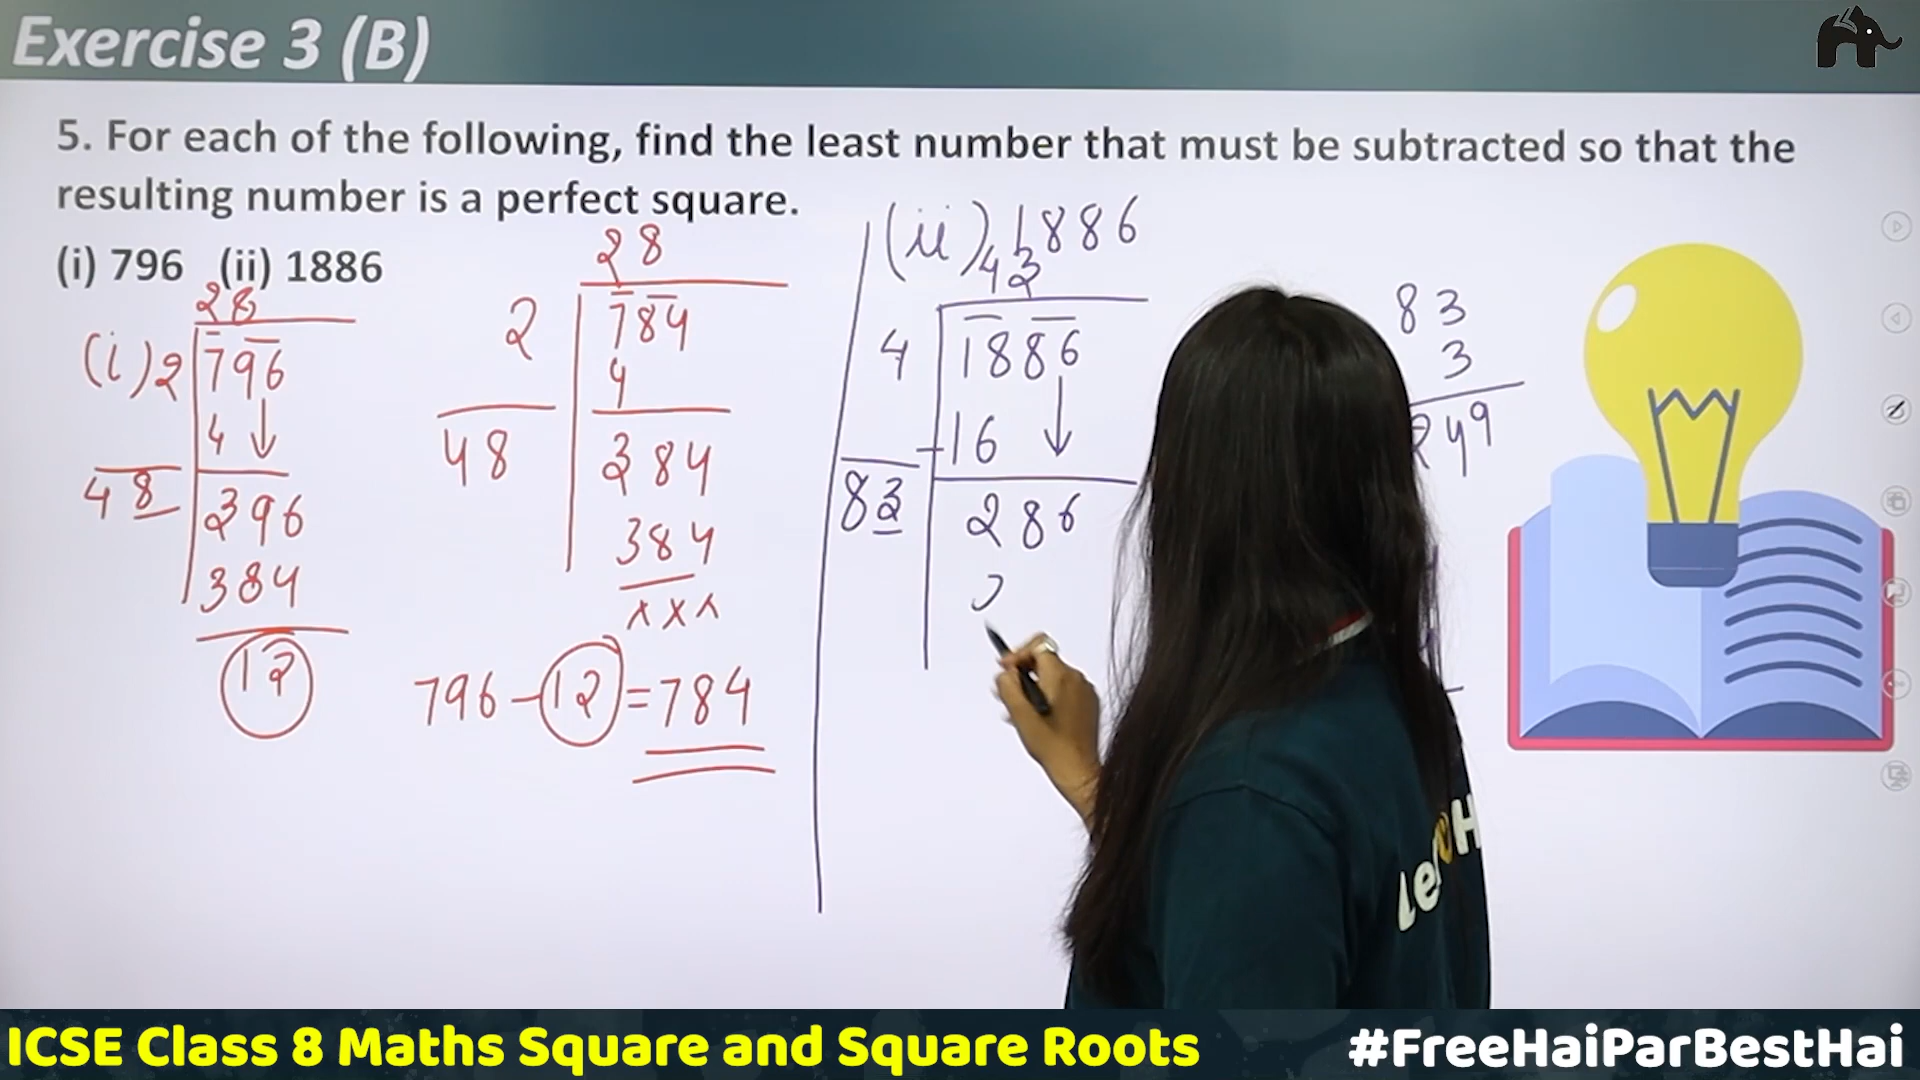 Exercise 3 (B)
5. For each of the following, find the least number that must be subtracted so that the
resulting number is a perfect square.
(i) 796 (ii) 1886
28
(i) 2 796
4
48 396
384
12
28
2 784
4
48 384
384
x x x
796 - 12 = 784
(ii) 1886
43
4 1886
-16
83 286
83
3
249
ICSE Class 8 Maths Square and Square Roots
#FreeHaiParBestHai